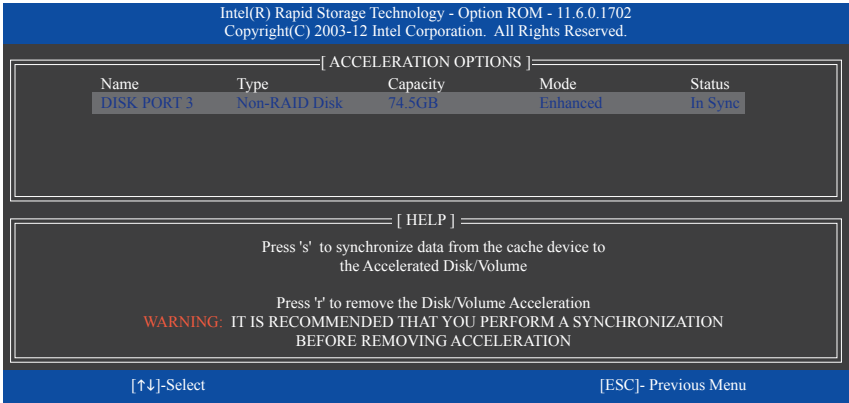 Intel(R) Rapid Storage Technology - Option ROM - 11.6.0.1702
Copyright(C) 2003-12 Intel Corporation.  All Rights Reserved.
[ ACCELERATION OPTIONS ]
Name Type Capacity Mode Status
DISK PORT 3 Non-RAID Disk 74.5GB Enhanced In Sync
[ HELP ]
Press 's'  to synchronize data from the cache device to
the Accelerated Disk/Volume
Press 'r' to remove the Disk/Volume Acceleration
WARNING:  IT IS RECOMMENDED THAT YOU PERFORM A SYNCHRONIZATION
BEFORE REMOVING ACCELERATION
[↑↓]-Select [ESC]- Previous Menu